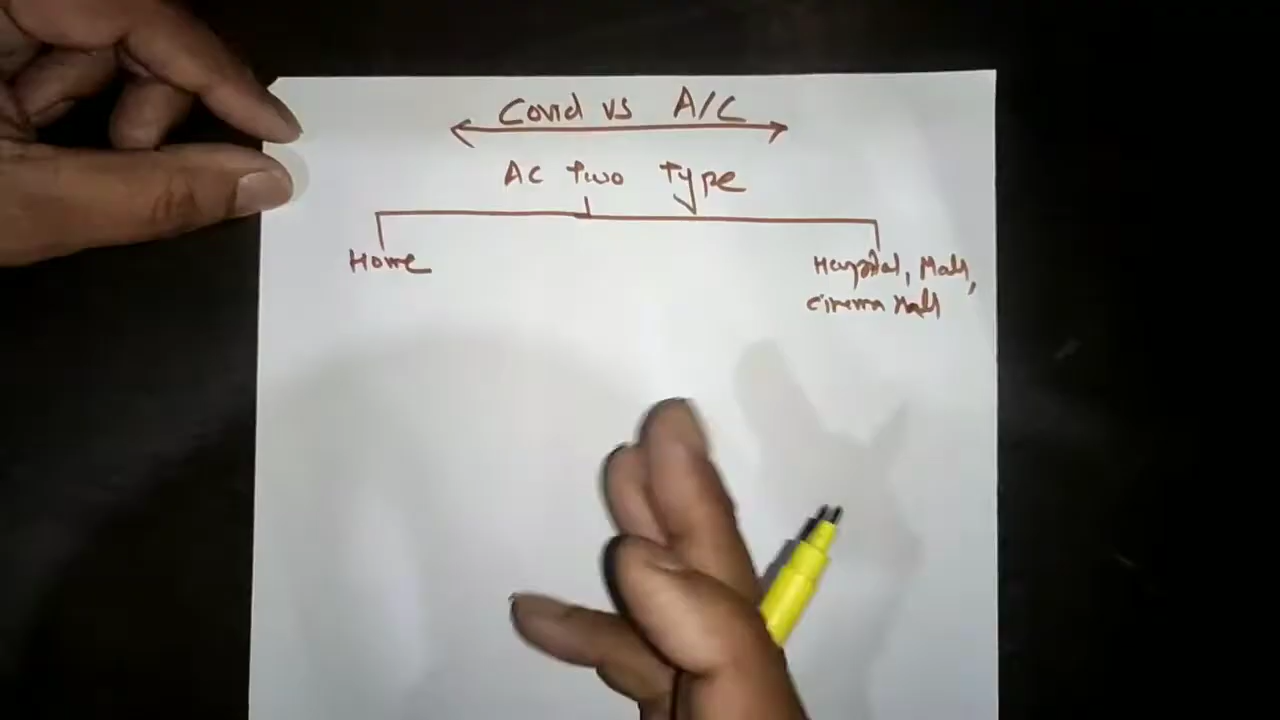 Covid vs A/C
AC two type
Home
Hospital, Mall,
cinema Hall